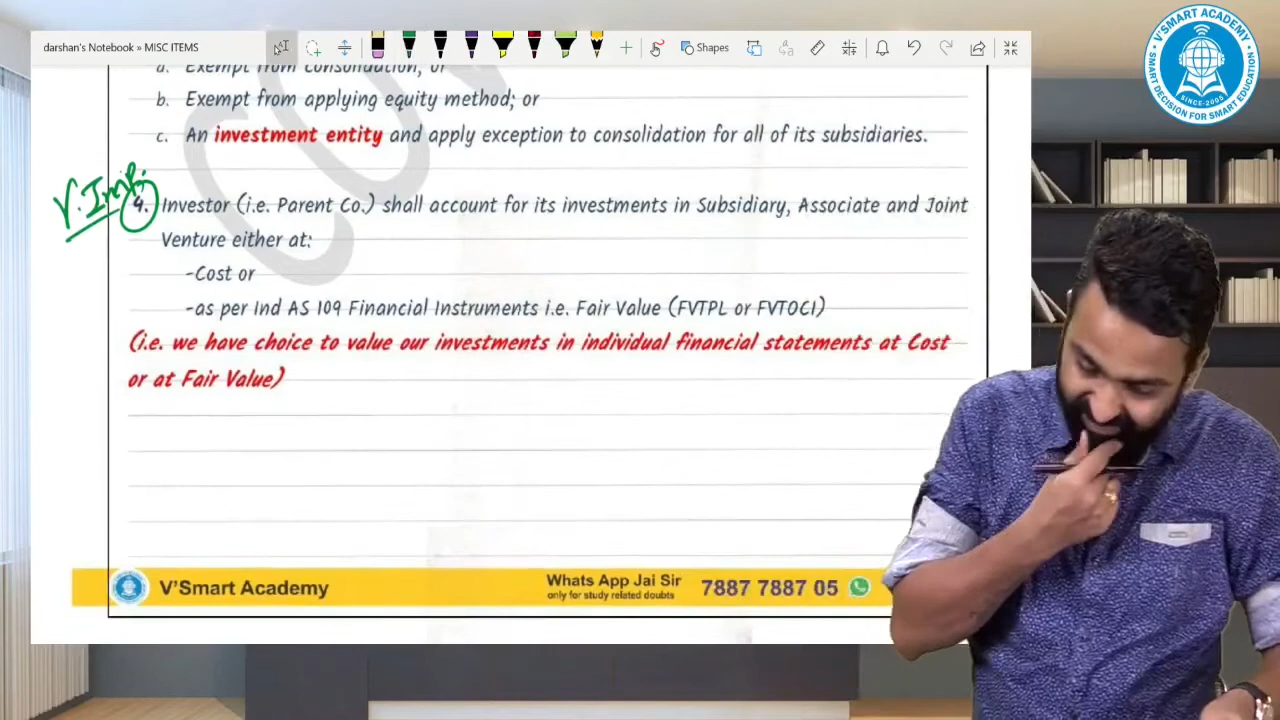 darshan's Notebook » MISC ITEMS
Shapes
a. Exempt from consolidation; or
b. Exempt from applying equity method; or
c. An investment entity and apply exception to consolidation for all of its subsidiaries.
V. Imp.
4. Investor (i.e. Parent Co.) shall account for its investments in Subsidiary, Associate and Joint
Venture either at:
-Cost or
-as per Ind AS 109 Financial Instruments i.e. Fair Value (FVTPL or FVTOCI)
(i.e. we have choice to value our investments in individual financial statements at Cost
or at Fair Value)
V'Smart Academy
Whats App Jai Sir
only for study related doubts
7887 7887 05
V'SMART ACADEMY
SINCE-2005
SMART DECISION FOR SMART EDUCATION